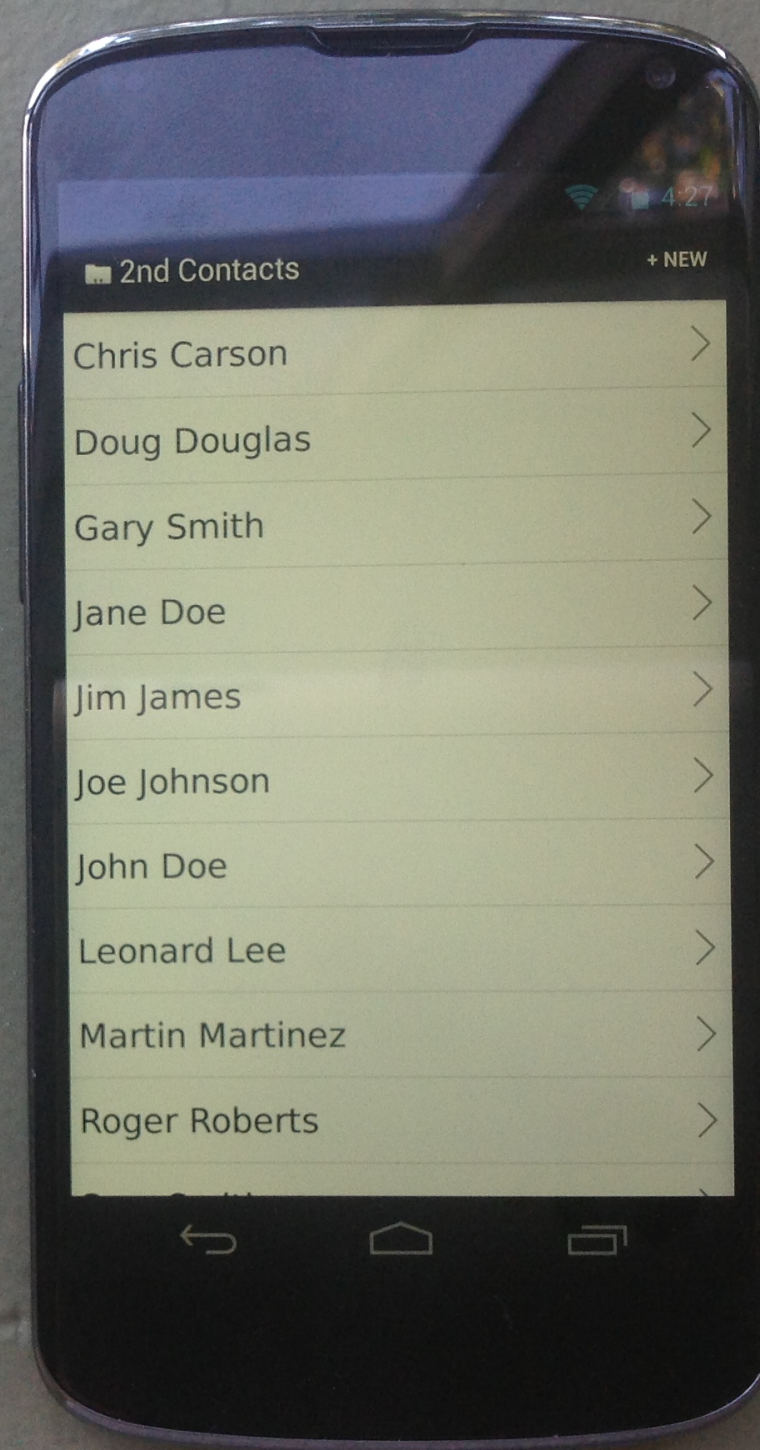 4:27
2nd Contacts
+ NEW
Chris Carson
Doug Douglas
Gary Smith
Jane Doe
Jim James
Joe Johnson
John Doe
Leonard Lee
Martin Martinez
Roger Roberts